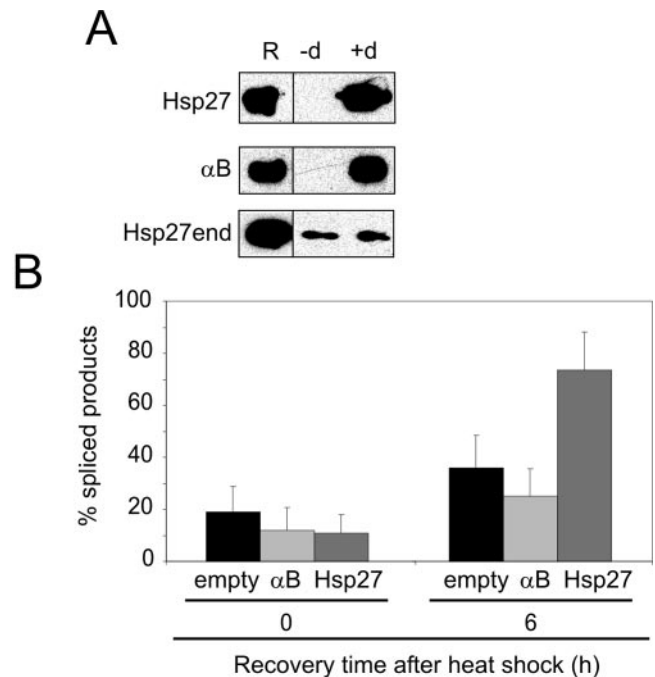 A
R -d +d
Hsp27
αB
Hsp27end
B
% spliced products
100
80
60
40
20
0
empty αB Hsp27 empty αB Hsp27
0 6
Recovery time after heat shock (h)